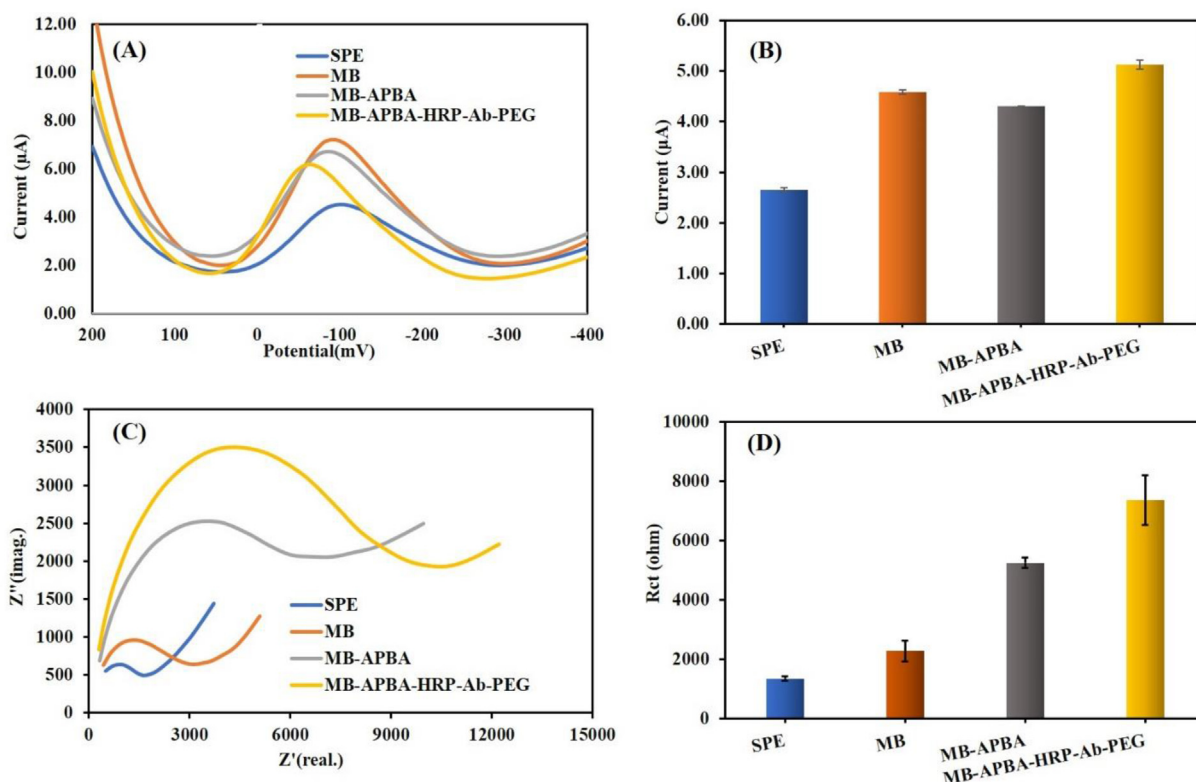 (A)
12.00
10.00
8.00
6.00
4.00
2.00
0.00
Current (µA)
SPE
MB
MB-APBA
MB-APBA-HRP-Ab-PEG
200
100
0
-100
-200
-300
-400
Potential(mV)
(B)
6.00
5.00
4.00
3.00
2.00
1.00
0.00
Current (µA)
SPE
MB
MB-APBA
MB-APBA-HRP-Ab-PEG
(C)
4000
3500
3000
2500
2000
1500
1000
500
0
Z"(imag.)
SPE
MB
MB-APBA
MB-APBA-HRP-Ab-PEG
0
3000
6000
9000
12000
15000
Z'(real.)
(D)
10000
8000
6000
4000
2000
0
Rct (ohm)
SPE
MB
MB-APBA
MB-APBA-HRP-Ab-PEG